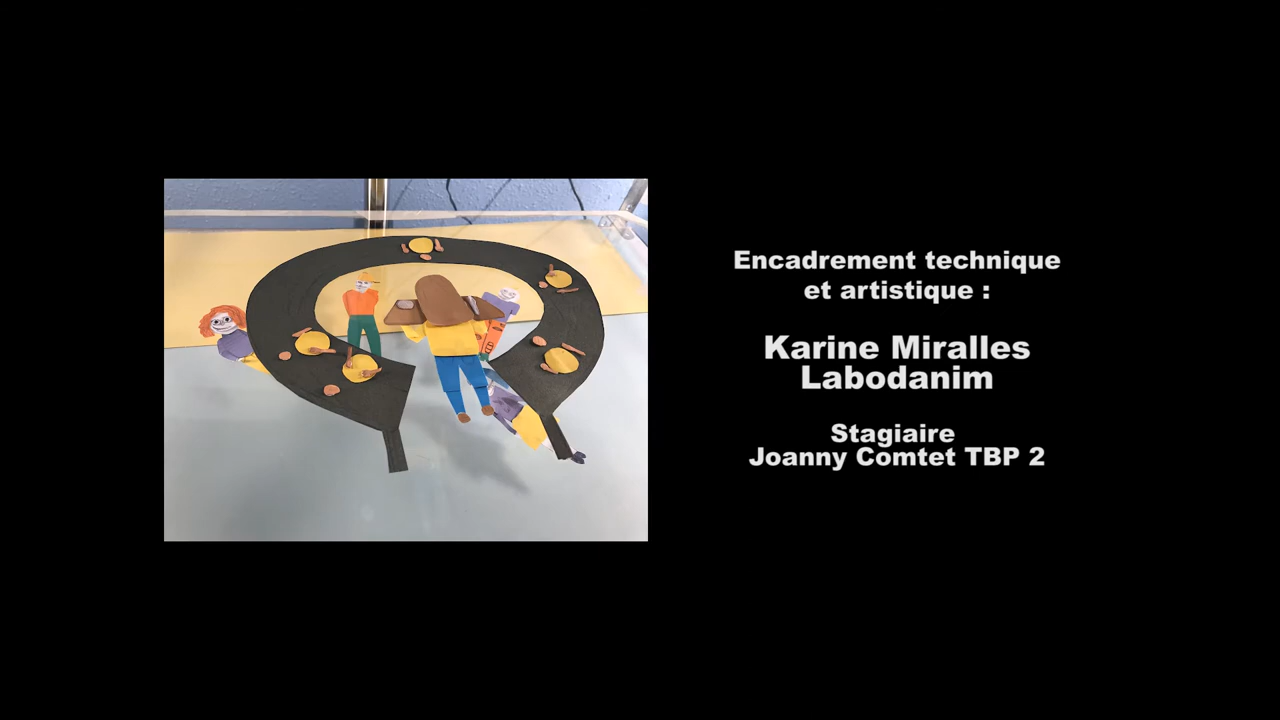 Encadrement technique
et artistique :
Karine Miralles
Labodanim
Stagiaire
Joanny Comtet TBP 2